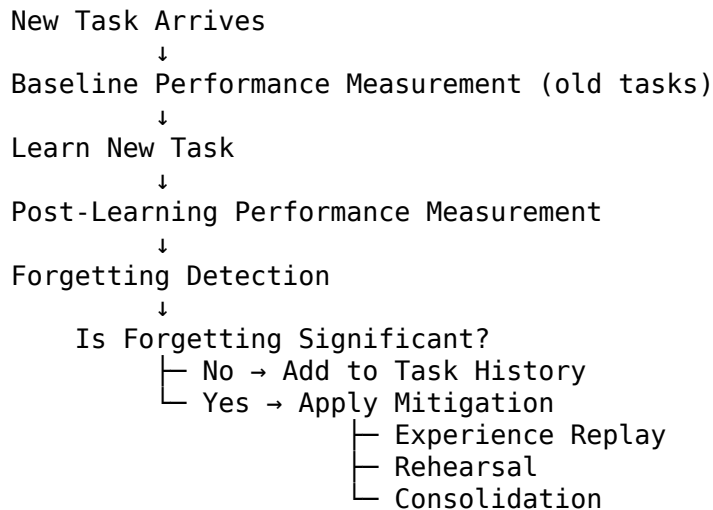 New Task Arrives
↓
Baseline Performance Measurement (old tasks)
↓
Learn New Task
↓
Post-Learning Performance Measurement
↓
Forgetting Detection
↓
Is Forgetting Significant?
├─ No → Add to Task History
└─ Yes → Apply Mitigation
├─ Experience Replay
├─ Rehearsal
└─ Consolidation